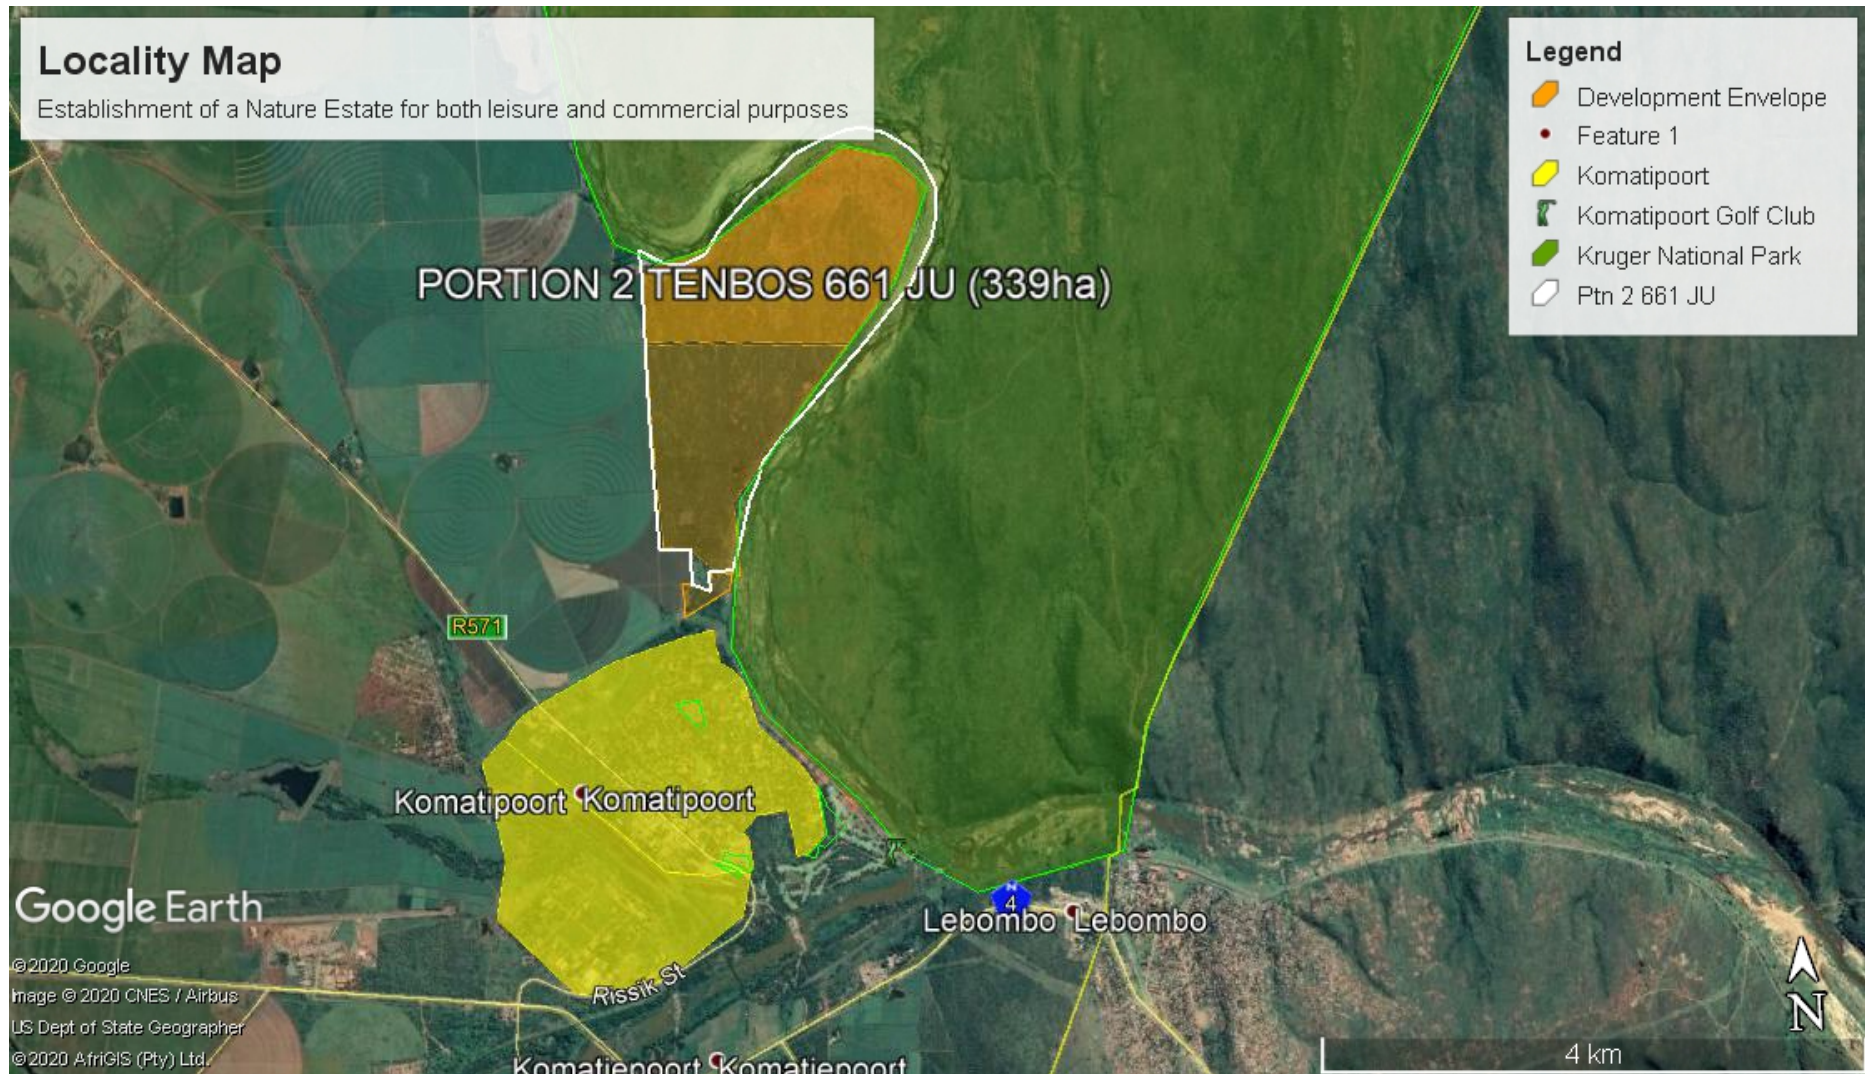 Locality Map
Establishment of a Nature Estate for both leisure and commercial purposes
Legend
Development Envelope
Feature 1
Komatipoort
Komatipoort Golf Club
Kruger National Park
Ptn 2 661 JU
PORTION 2 TENBOS 661 JU (339ha)
R571
Komatipoort Komatipoort
4
Lebombo Lebombo
Rissik St
Google Earth
©2020 Google
Image © 2020 CNES / Airbus
US Dept of State Geographer
©2020 AfriGIS (Pty) Ltd.
Komatiepoort Komatiepoort
N
4 km